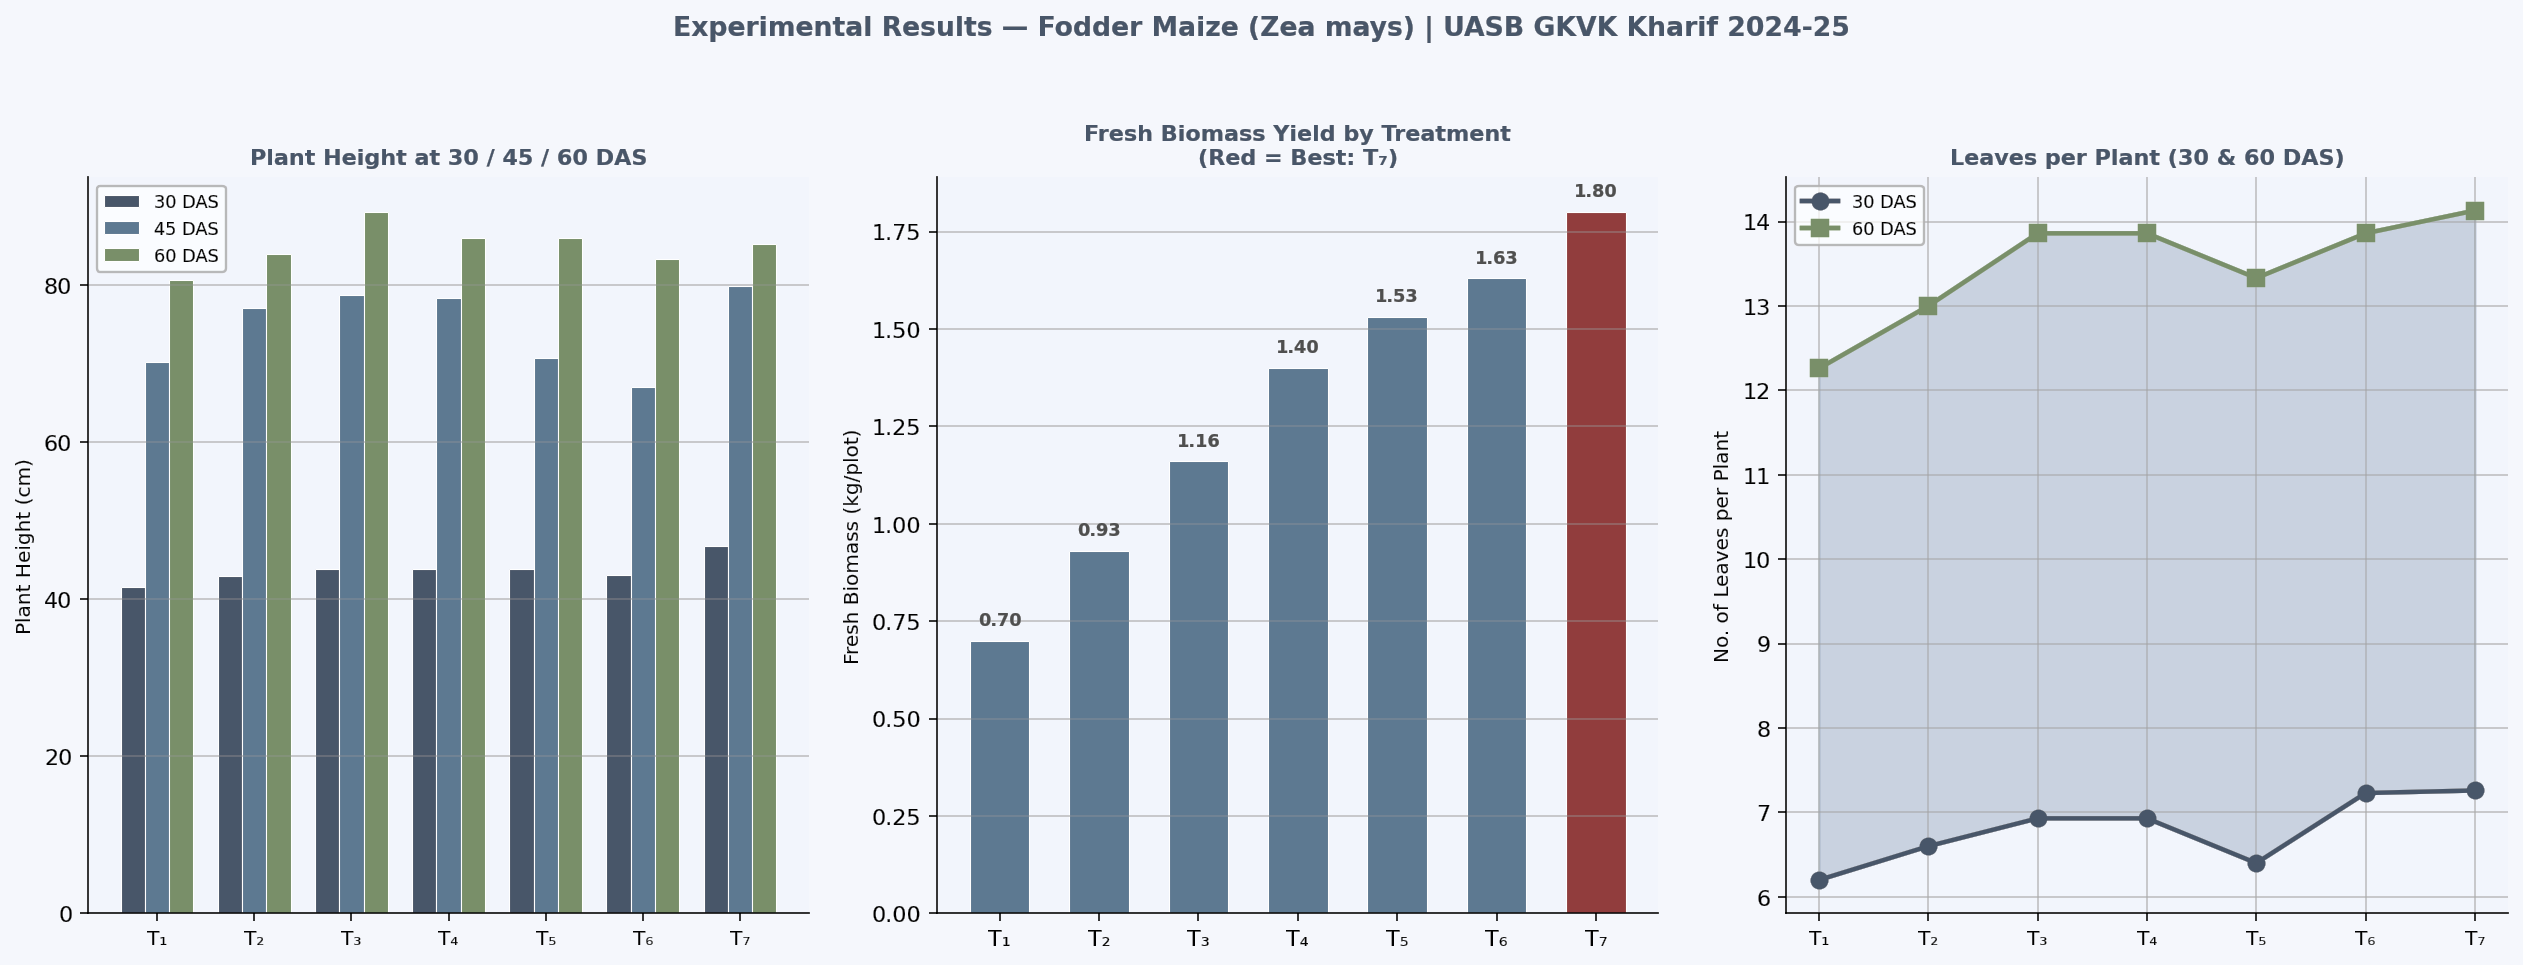 Experimental Results — Fodder Maize (Zea mays) | UASB GKVK Kharif 2024-25
Plant Height at 30 / 45 / 60 DAS
30 DAS
45 DAS
60 DAS
Plant Height (cm)
80
60
40
20
0
T₁ T₂ T₃ T₄ T₅ T₆ T₇
Fresh Biomass Yield by Treatment
(Red = Best: T₇)
Fresh Biomass (kg/plot)
1.75
1.50
1.25
1.00
0.75
0.50
0.25
0.00
0.70
0.93
1.16
1.40
1.53
1.63
1.80
T₁ T₂ T₃ T₄ T₅ T₆ T₇
Leaves per Plant (30 & 60 DAS)
30 DAS
60 DAS
No. of Leaves per Plant
14
13
12
11
10
9
8
7
6
T₁ T₂ T₃ T₄ T₅ T₆ T₇